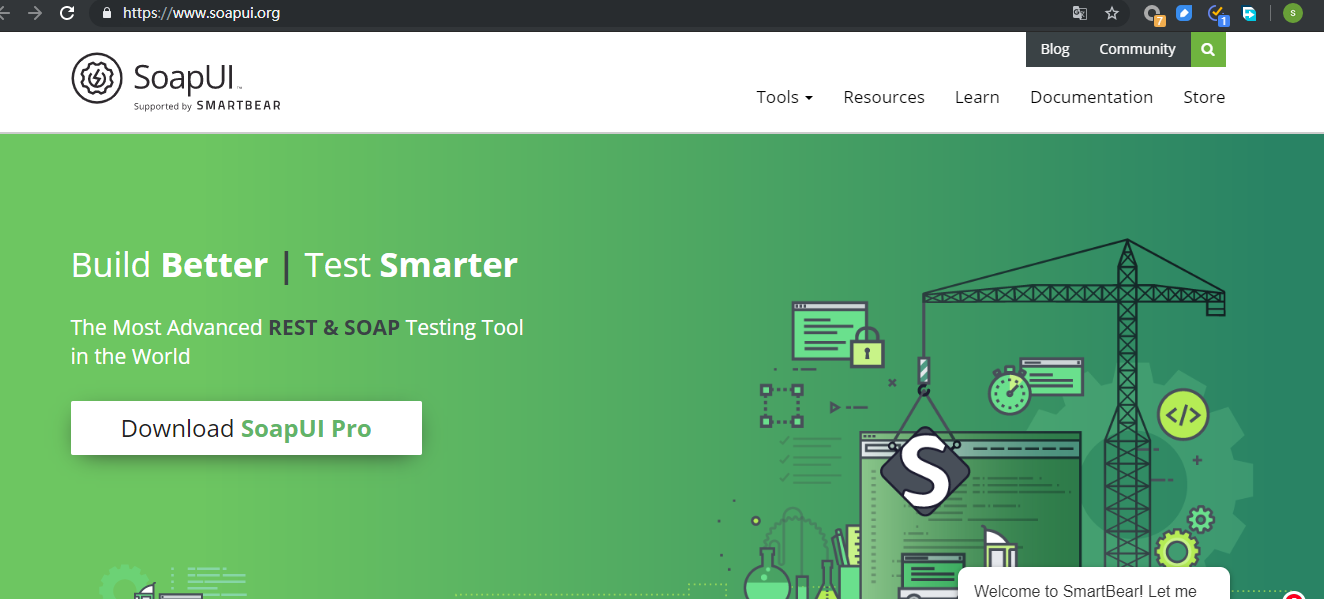 https://www.soapui.org
7
1
S
Blog Community
SoapUI™
Supported by SMARTBEAR
Tools Resources Learn Documentation Store
Build Better | Test Smarter
The Most Advanced REST & SOAP Testing Tool
in the World
Download SoapUI Pro
</>
S
Welcome to SmartBear! Let me